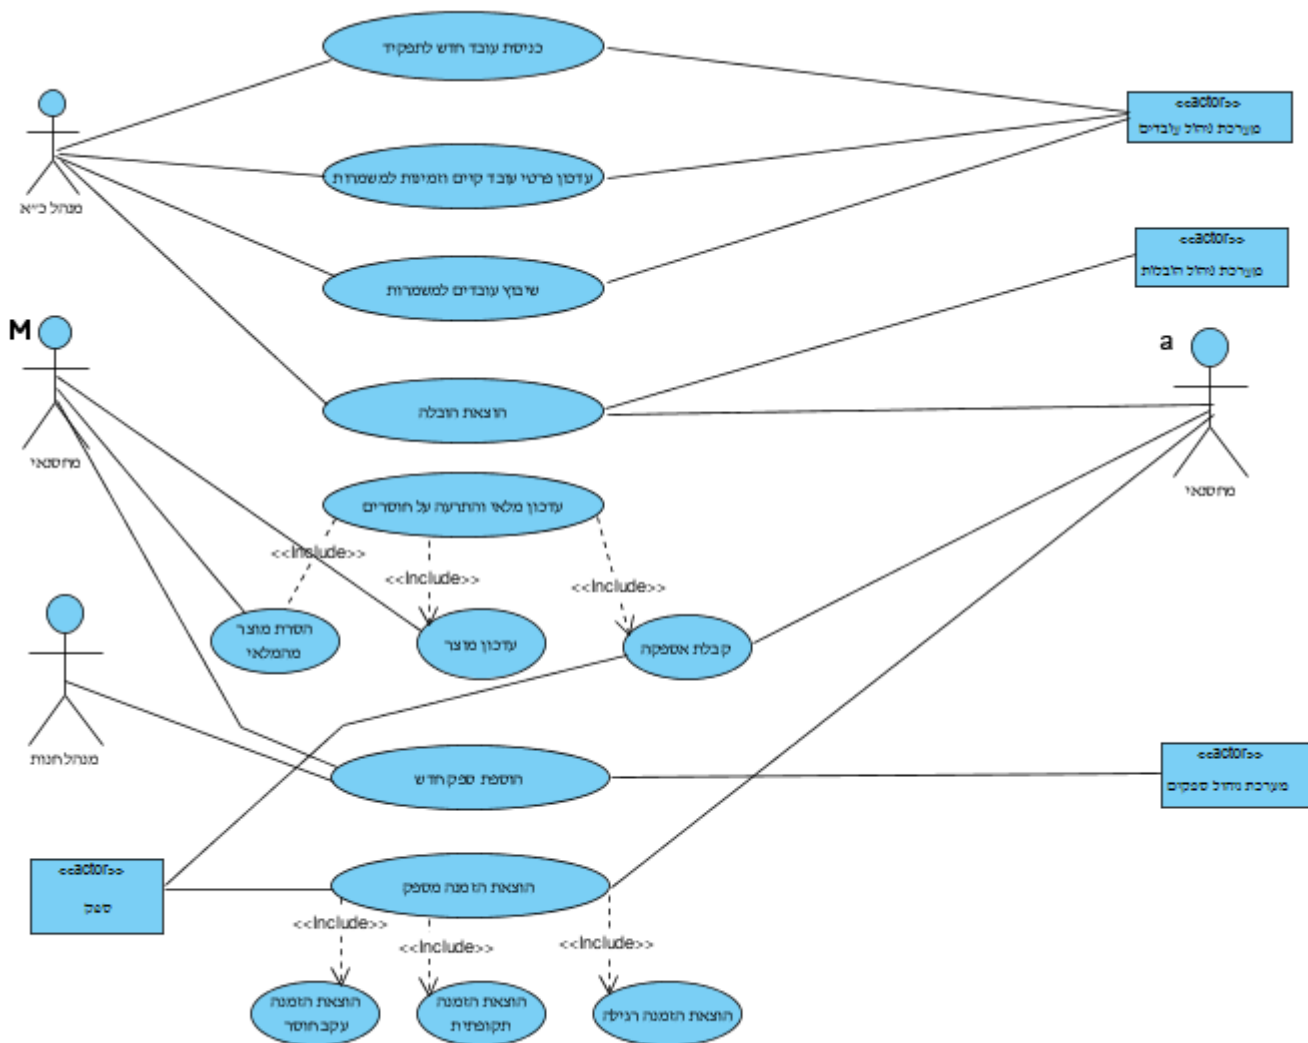 כניסת עובד חדש לתפקיד
<<actor>>
מערכת ניהול עובדים
מנהל כ״א
עדכון פרטי עובד קיים וזמינות למשמרות
<<actor>>
מערכת ניהול הובלות
שיבוץ עובדים למשמרות
M
a
הוצאת הובלה
מחסנאי
מחסנאי
עדכון מלאי והתרעה על חוסרים
<<Include>>
<<Include>>
<<Include>>
הסרת מוצר
מהמלאי
עדכון מוצר
קבלת אספקה
מנהל חנות
הוספת ספק חדש
<<actor>>
מערכת ניהול ספקים
<<actor>>
ספק
הוצאת הזמנה מספק
<<Include>>
<<Include>>
<<Include>>
הוצאת הזמנה
עקב חוסר
הוצאת הזמנה
תקופתית
הוצאת הזמנה רגילה